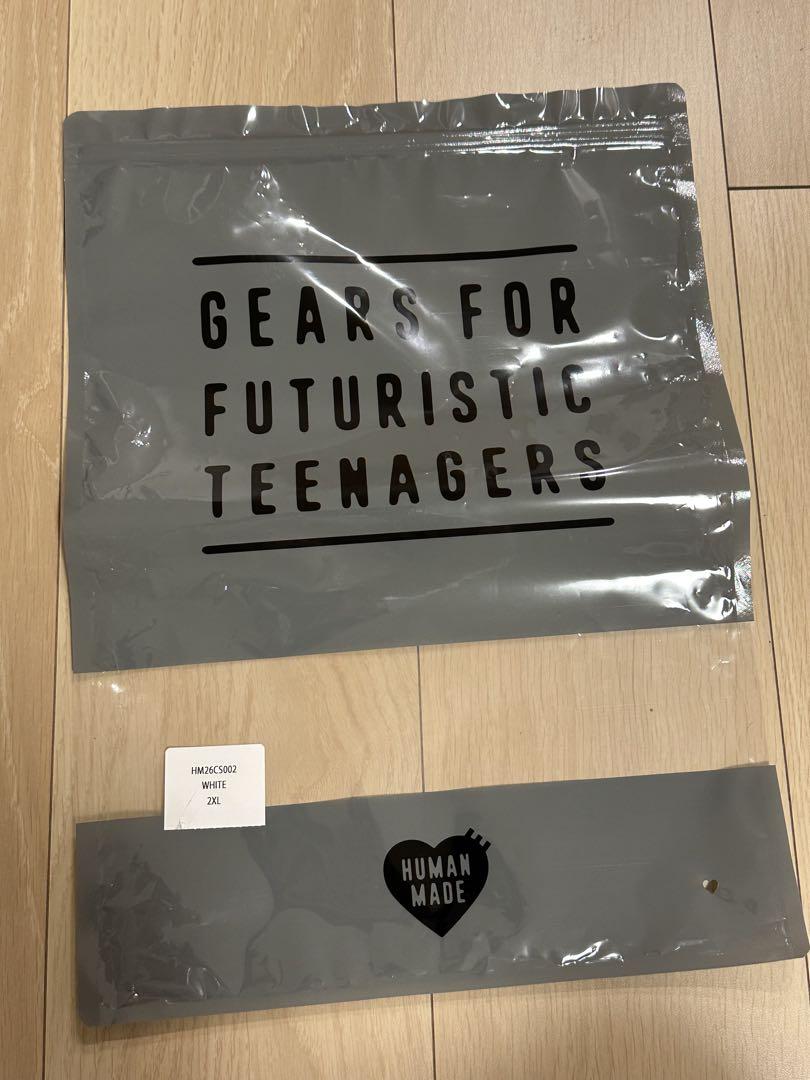 GEARS FOR
FUTURISTIC
TEENAGERS
HM26CS002
WHITE
2XL
HUMAN
MADE